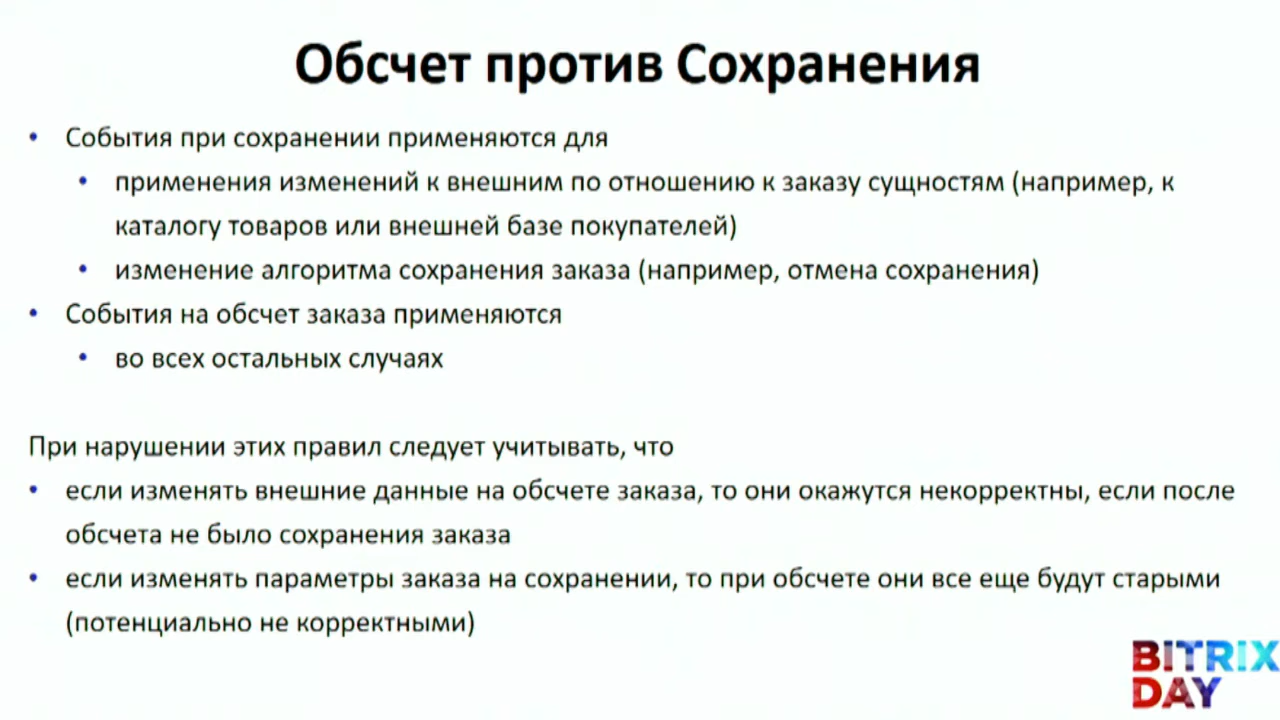 Обсчет против Сохранения
• События при сохранении применяются для
• применения изменений к внешним по отношению к заказу сущностям (например, к
каталогу товаров или внешней базе покупателей)
• изменение алгоритма сохранения заказа (например, отмена сохранения)
• События на обсчет заказа применяются
• во всех остальных случаях
При нарушении этих правил следует учитывать, что
• если изменять внешние данные на обсчете заказа, то они окажутся некорректны, если после
обсчета не было сохранения заказа
• если изменять параметры заказа на сохранении, то при обсчете они все еще будут старыми
(потенциально не корректными)
BITRIX
DAY